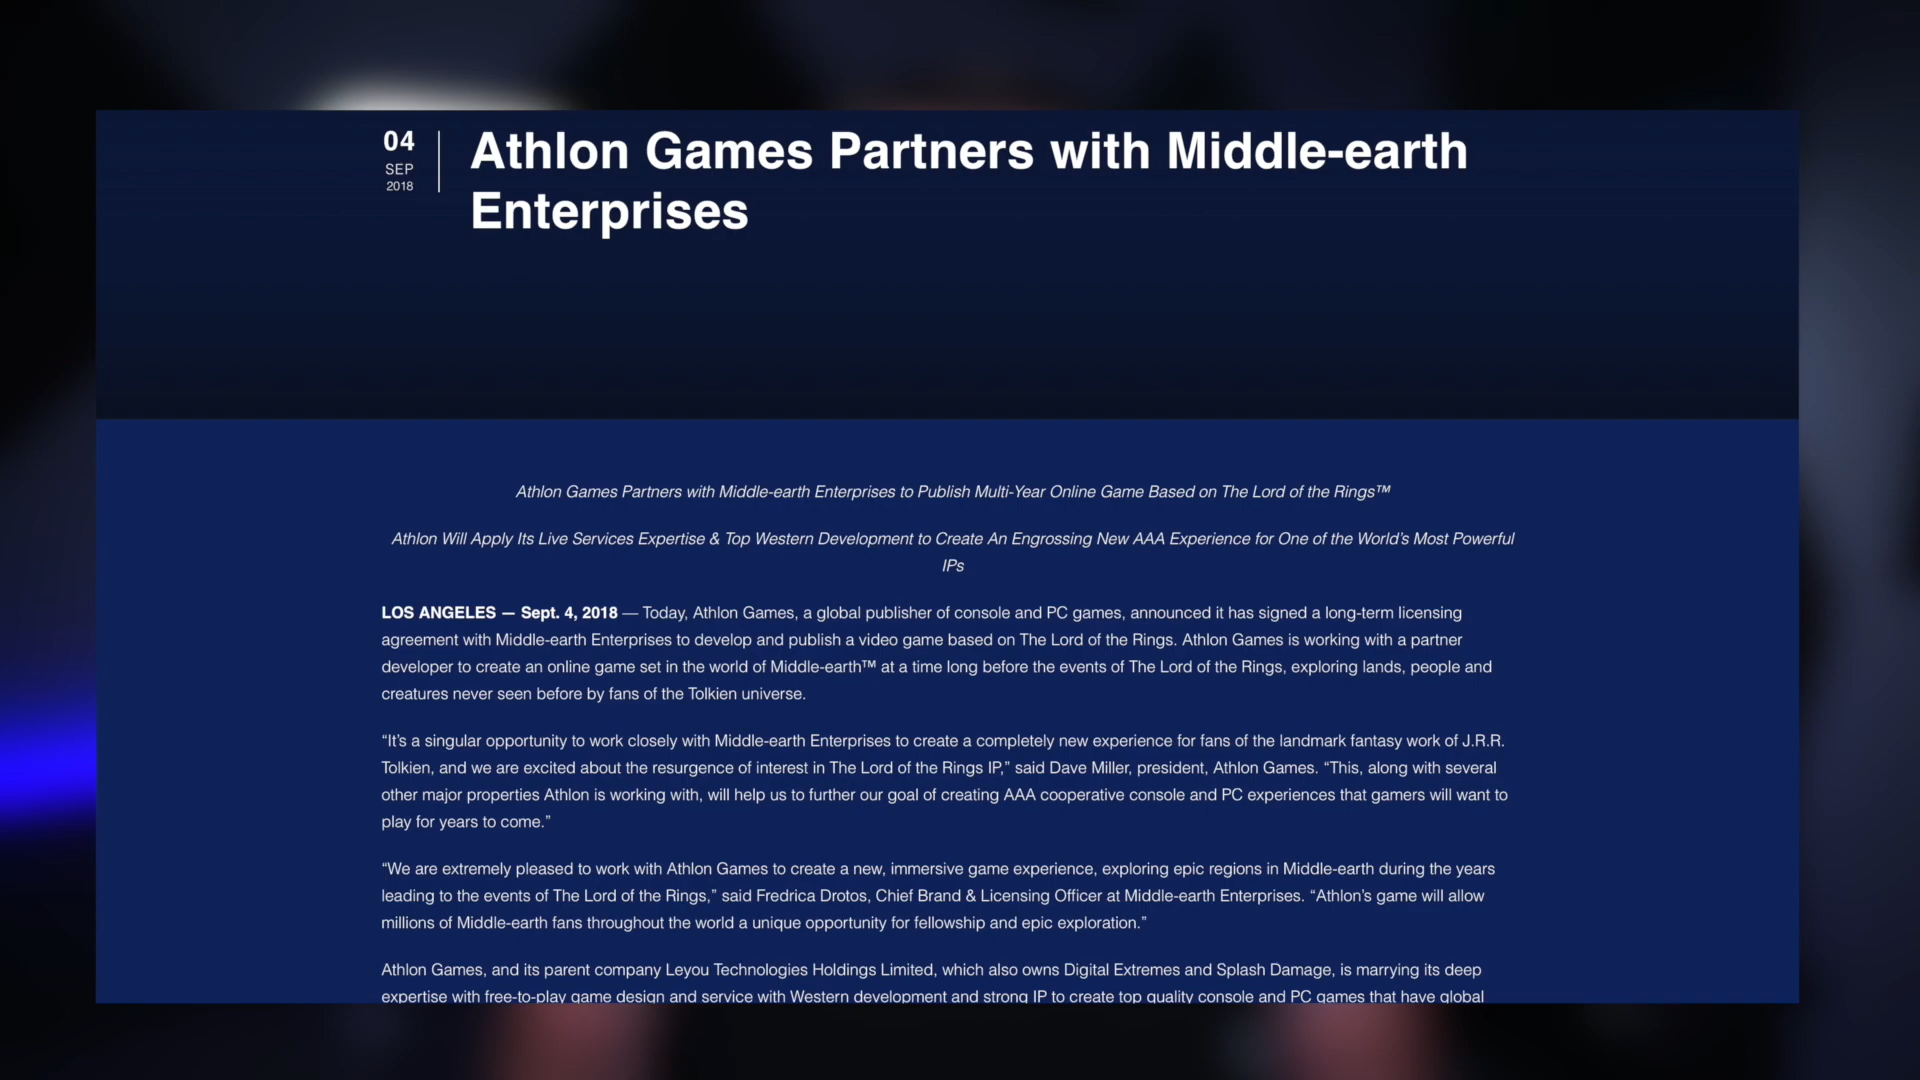 04
SEP
2018
Athlon Games Partners with Middle-earth
Enterprises
Athlon Games Partners with Middle-earth Enterprises to Publish Multi-Year Online Game Based on The Lord of the Rings™
Athlon Will Apply Its Live Services Expertise & Top Western Development to Create An Engrossing New AAA Experience for One of the World’s Most Powerful
IPs
LOS ANGELES — Sept. 4, 2018 — Today, Athlon Games, a global publisher of console and PC games, announced it has signed a long-term licensing
agreement with Middle-earth Enterprises to develop and publish a video game based on The Lord of the Rings. Athlon Games is working with a partner
developer to create an online game set in the world of Middle-earth™ at a time long before the events of The Lord of the Rings, exploring lands, people and
creatures never seen before by fans of the Tolkien universe.
“It’s a singular opportunity to work closely with Middle-earth Enterprises to create a completely new experience for fans of the landmark fantasy work of J.R.R.
Tolkien, and we are excited about the resurgence of interest in The Lord of the Rings IP,” said Dave Miller, president, Athlon Games. “This, along with several
other major properties Athlon is working with, will help us to further our goal of creating AAA cooperative console and PC experiences that gamers will want to
play for years to come.”
“We are extremely pleased to work with Athlon Games to create a new, immersive game experience, exploring epic regions in Middle-earth during the years
leading to the events of The Lord of the Rings,” said Fredrica Drotos, Chief Brand & Licensing Officer at Middle-earth Enterprises. “Athlon’s game will allow
millions of Middle-earth fans throughout the world a unique opportunity for fellowship and epic exploration.”
Athlon Games, and its parent company Leyou Technologies Holdings Limited, which also owns Digital Extremes and Splash Damage, is marrying its deep
expertise with free-to-play game design and service with Western development and strong IP to create top quality console and PC games that have global